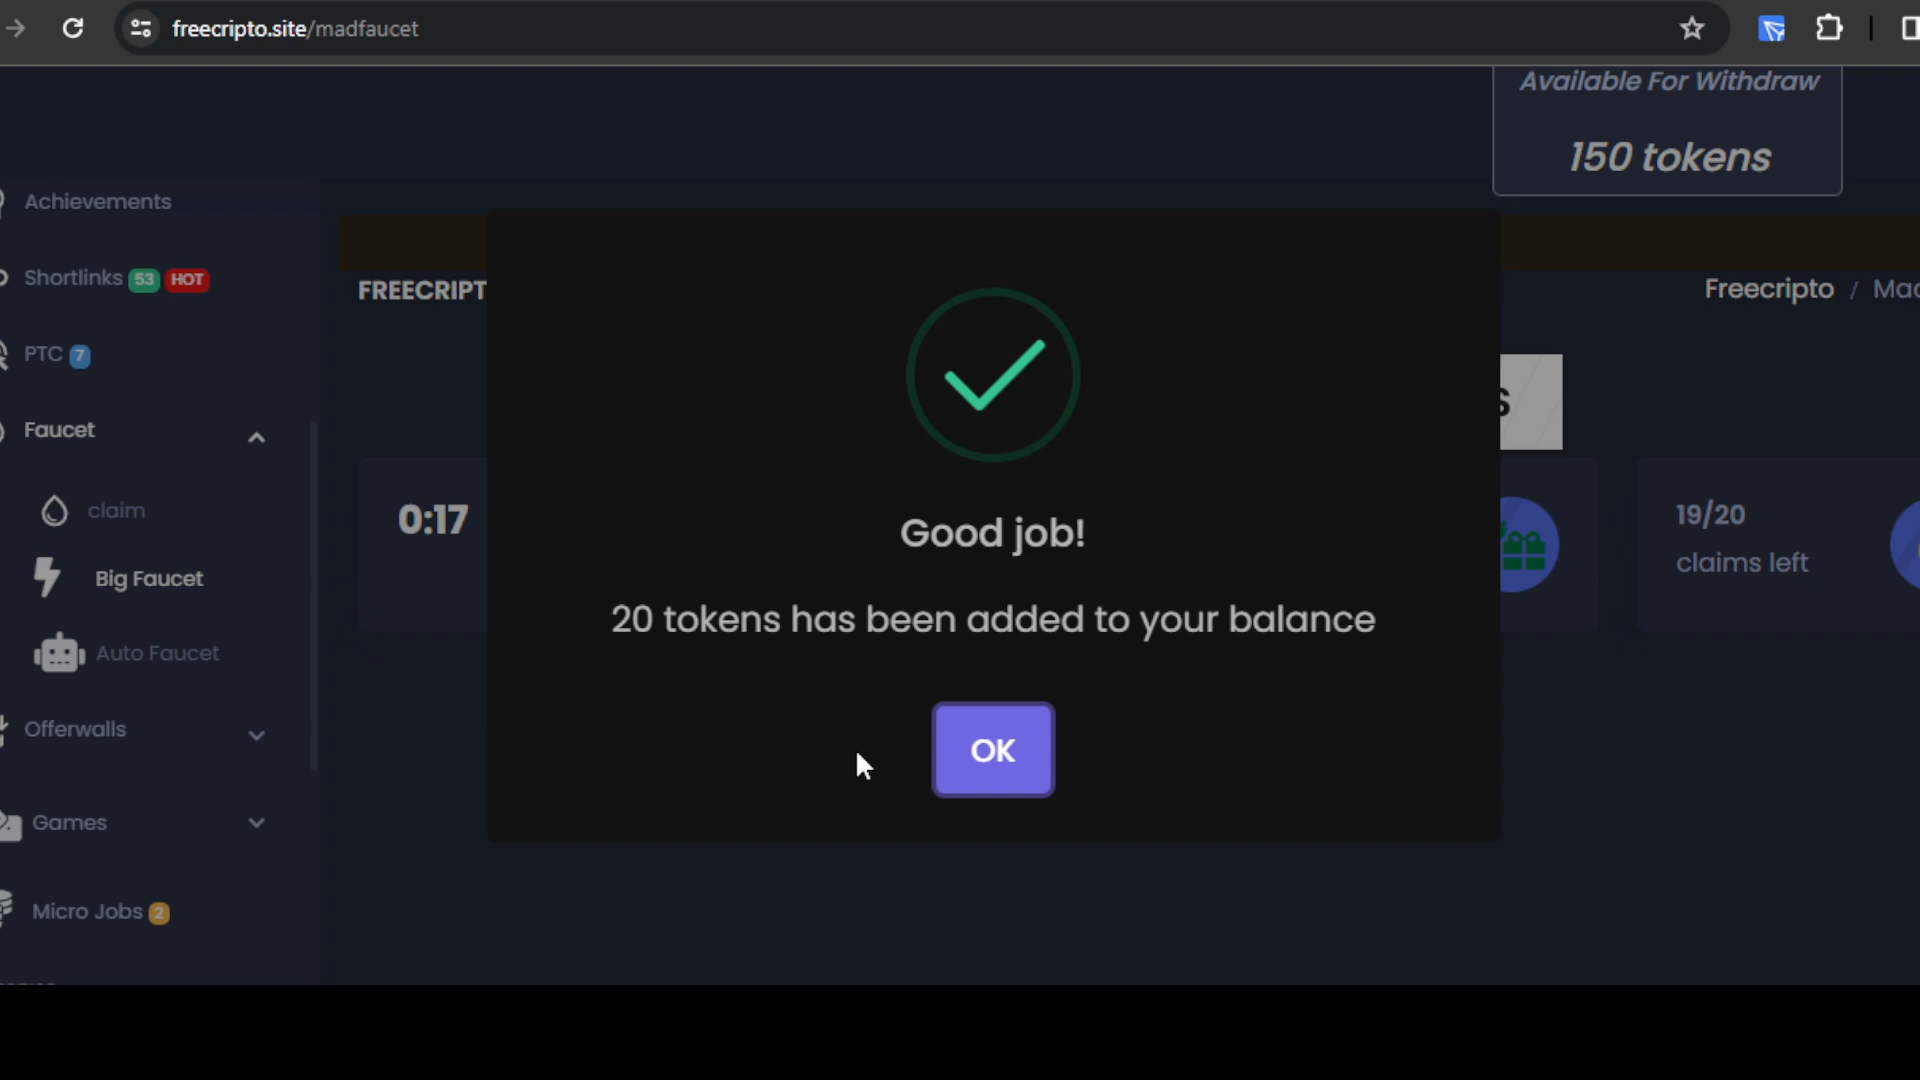 freecripto.site/madfaucet
Available For Withdraw
150 tokens
Achievements
Shortlinks 53 HOT
PTC 7
Faucet
claim
Big Faucet
Auto Faucet
Offerwalls
Games
Micro Jobs 2
FREECRIPT
Freecripto / Mad
S
0:17
19/20
claims left
Good job!
20 tokens has been added to your balance
OK